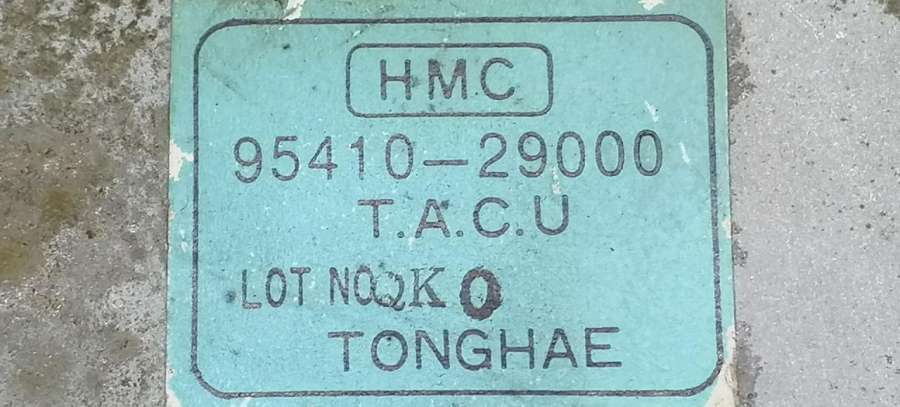 HMC
95410-29000
T.A.C.U
LOT NO QK 0
TONGHAE